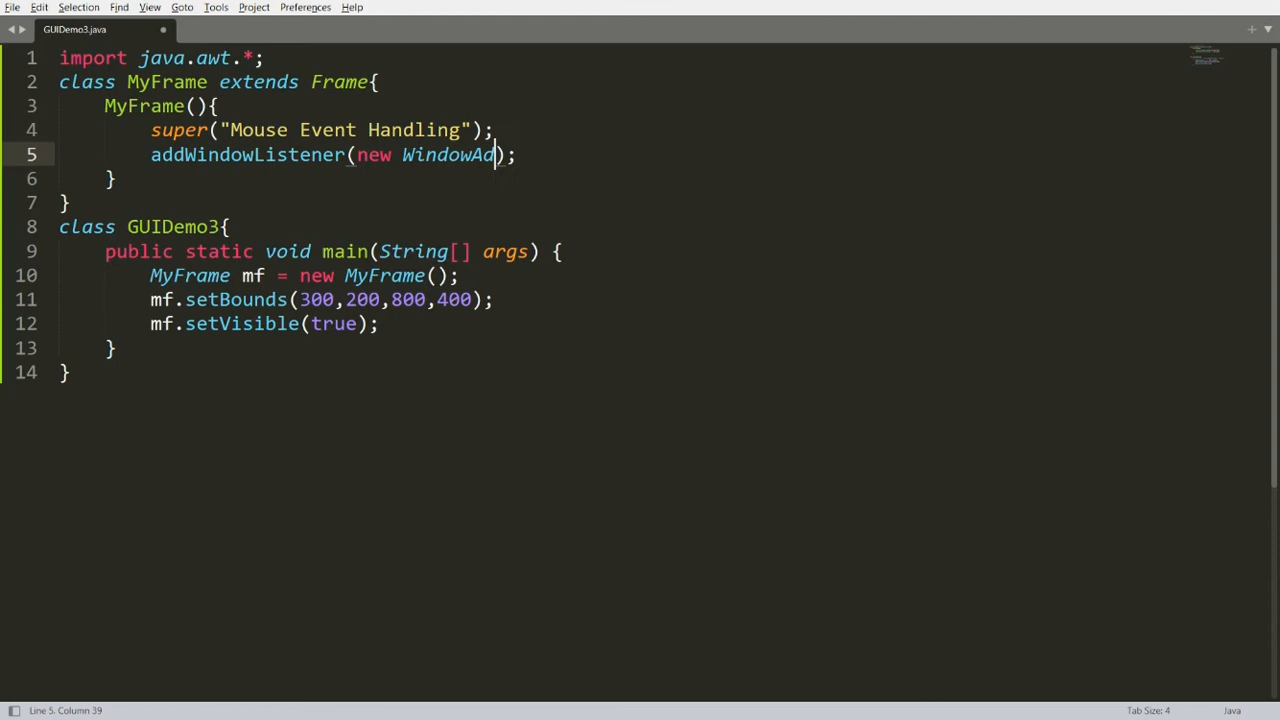 File Edit Selection Find View Goto Tools Project Preferences Help
GUIDemo3.java
1 import java.awt.*;
2 class MyFrame extends Frame{
3 MyFrame(){
4 super("Mouse Event Handling");
5 addWindowListener(new WindowAd);
6 }
7 }
8 class GUIDemo3{
9 public static void main(String[] args) {
10 MyFrame mf = new MyFrame();
11 mf.setBounds(300,200,800,400);
12 mf.setVisible(true);
13 }
14 }
Line 5, Column 39 Tab Size: 4 Java